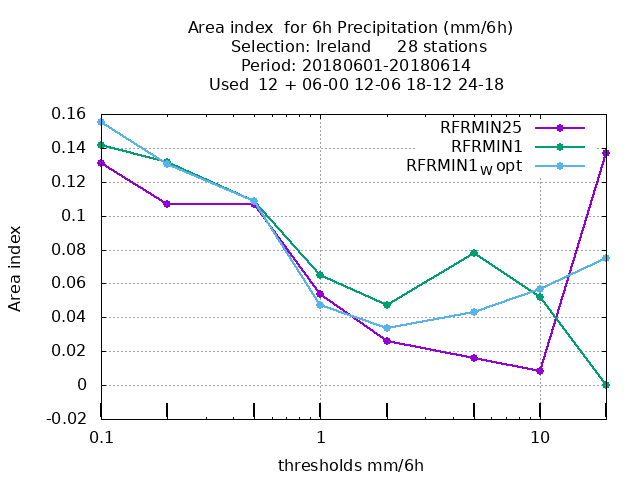 Area index  for 6h Precipitation (mm/6h)
Selection: Ireland     28 stations
Period: 20180601-20180614
Used  12 + 06-00 12-06 18-12 24-18
RFRMIN25
RFRMIN1
RFRMIN1W opt
0.16
0.14
0.12
0.1
0.08
0.06
0.04
0.02
0
-0.02
Area index
0.1
1
10
thresholds mm/6h